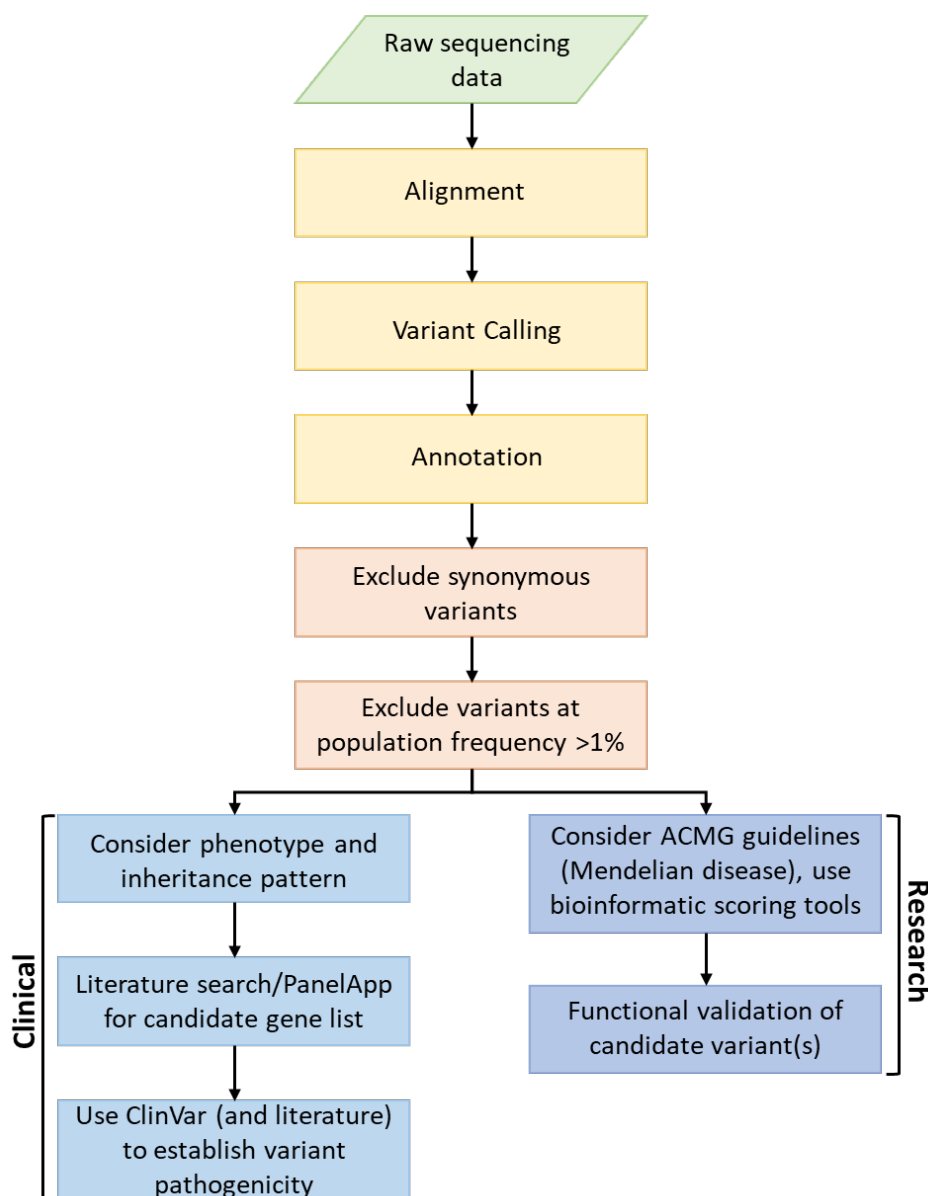 Raw sequencing
data
Alignment
Variant Calling
Annotation
Exclude synonymous
variants
Exclude variants at
population frequency >1%
Clinical
Consider phenotype and
inheritance pattern
Literature search/PanelApp
for candidate gene list
Use ClinVar (and literature)
to establish variant
pathogenicity
Consider ACMG guidelines
(Mendelian disease), use
bioinformatic scoring tools
Functional validation of
candidate variant(s)
Research